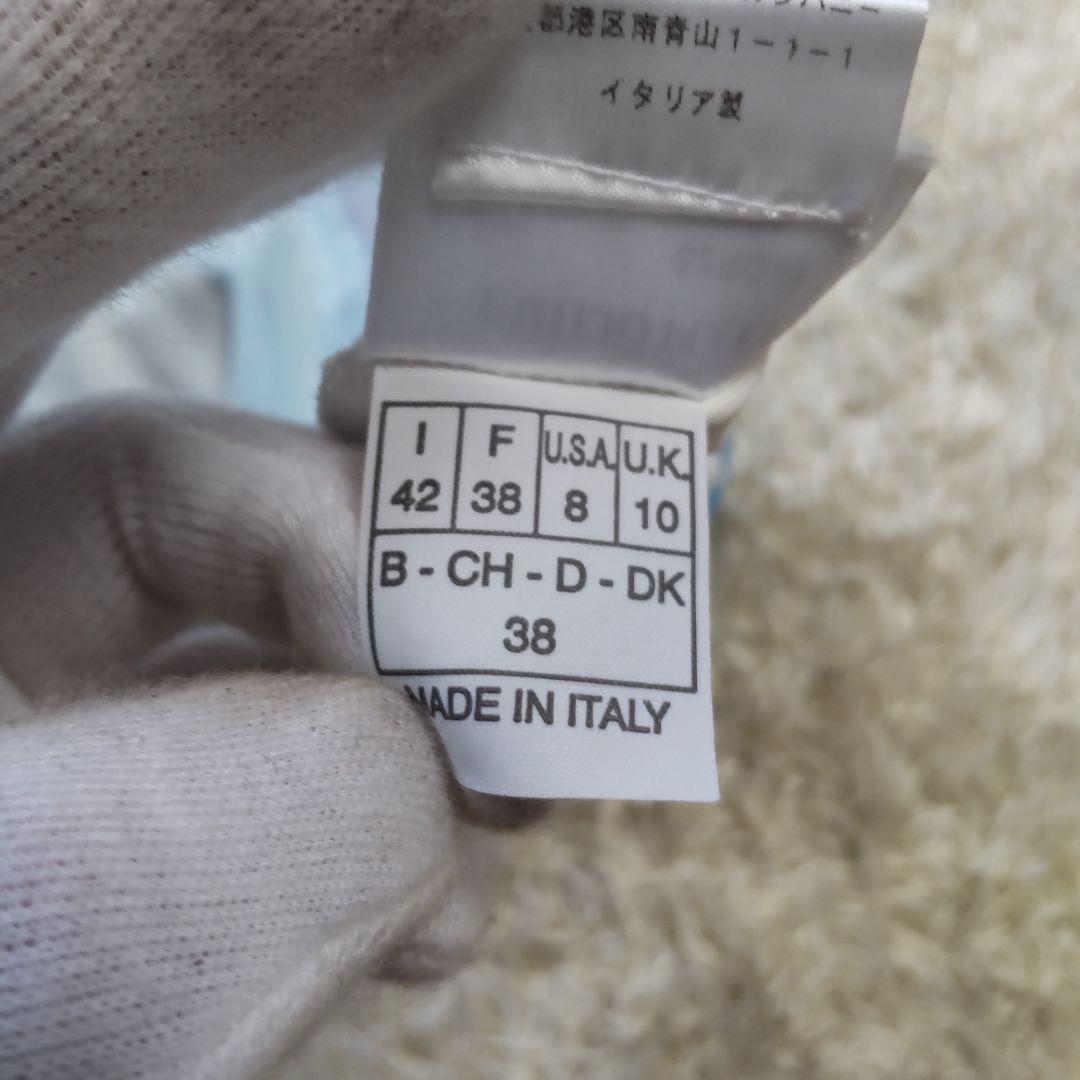 都港区南青山1-1-1
イタリア製
I F U.S.A. U.K.
42 38 8 10
B - CH - D - DK
38
MADE IN ITALY